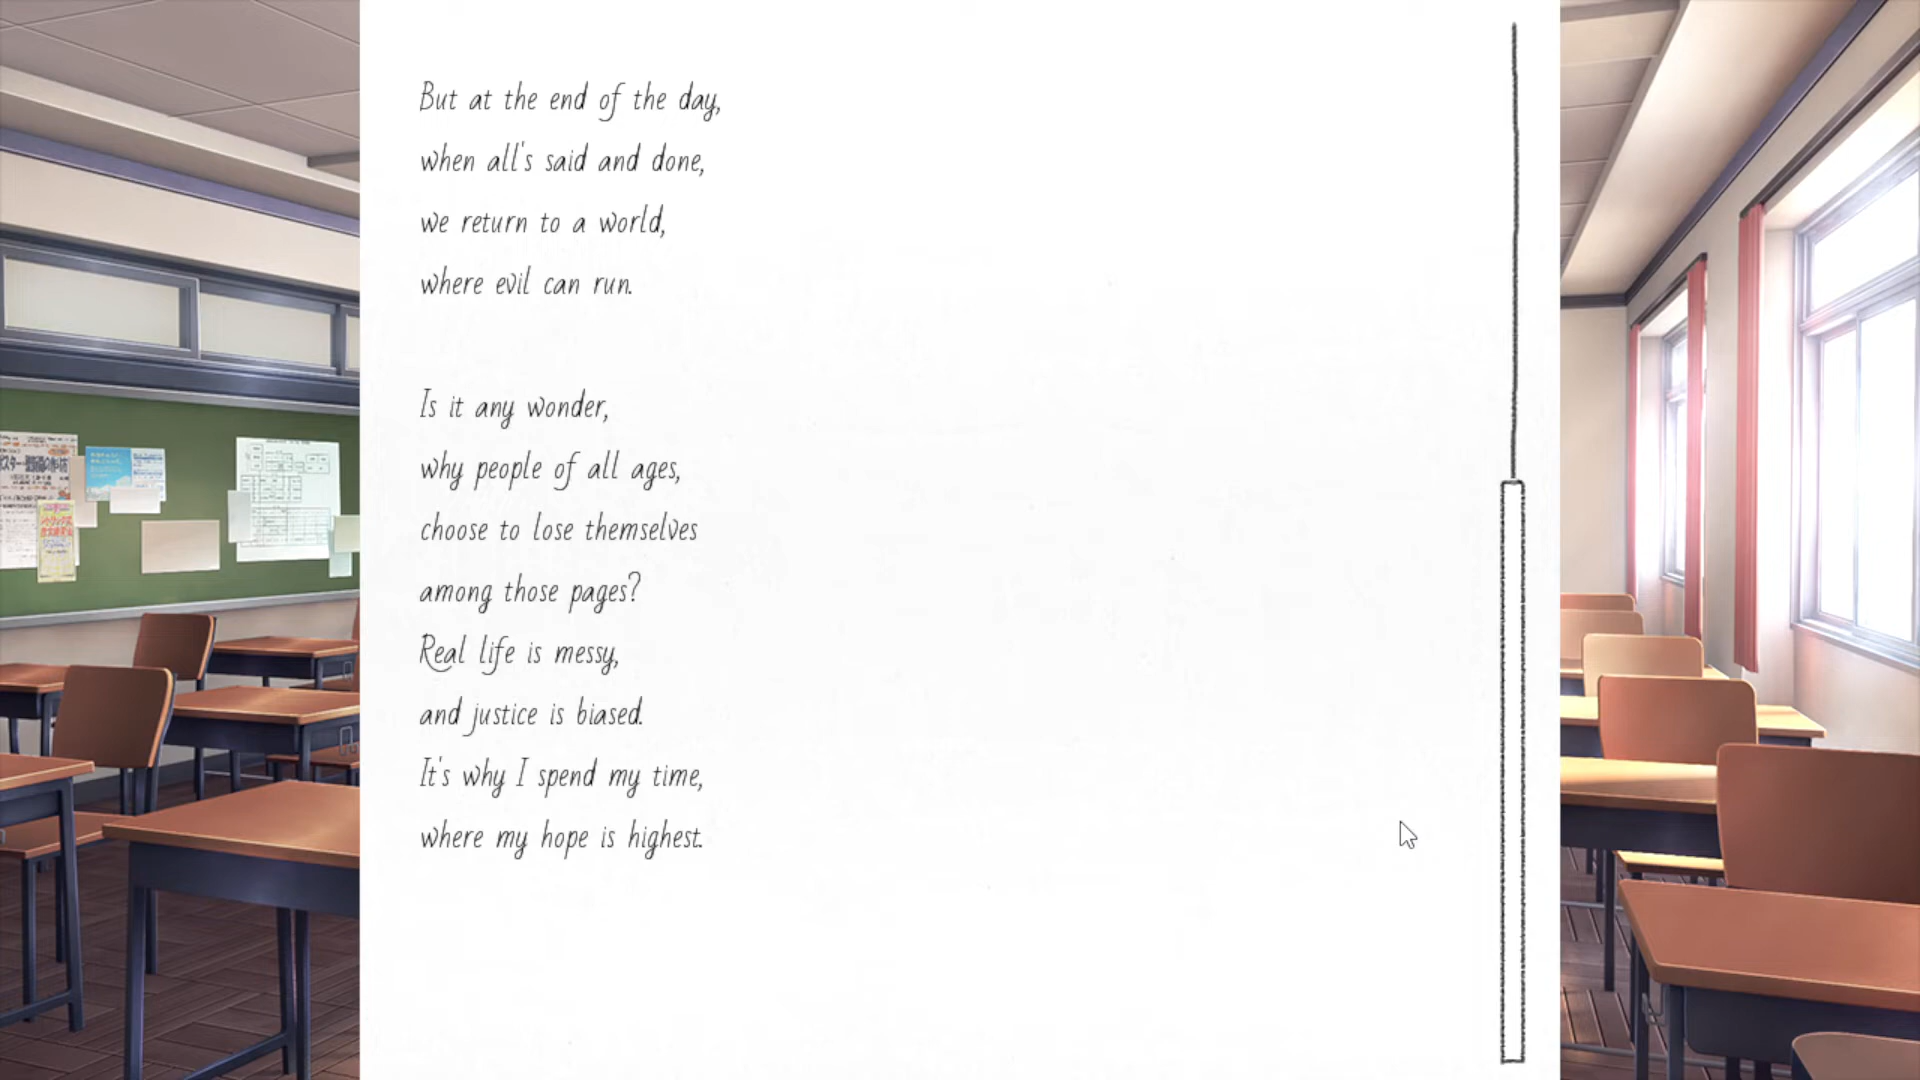 But at the end of the day,
when all's said and done,
we return to a world,
where evil can run.
Is it any wonder,
why people of all ages,
choose to lose themselves
among those pages?
Real life is messy,
and justice is biased.
It's why I spend my time,
where my hope is highest.